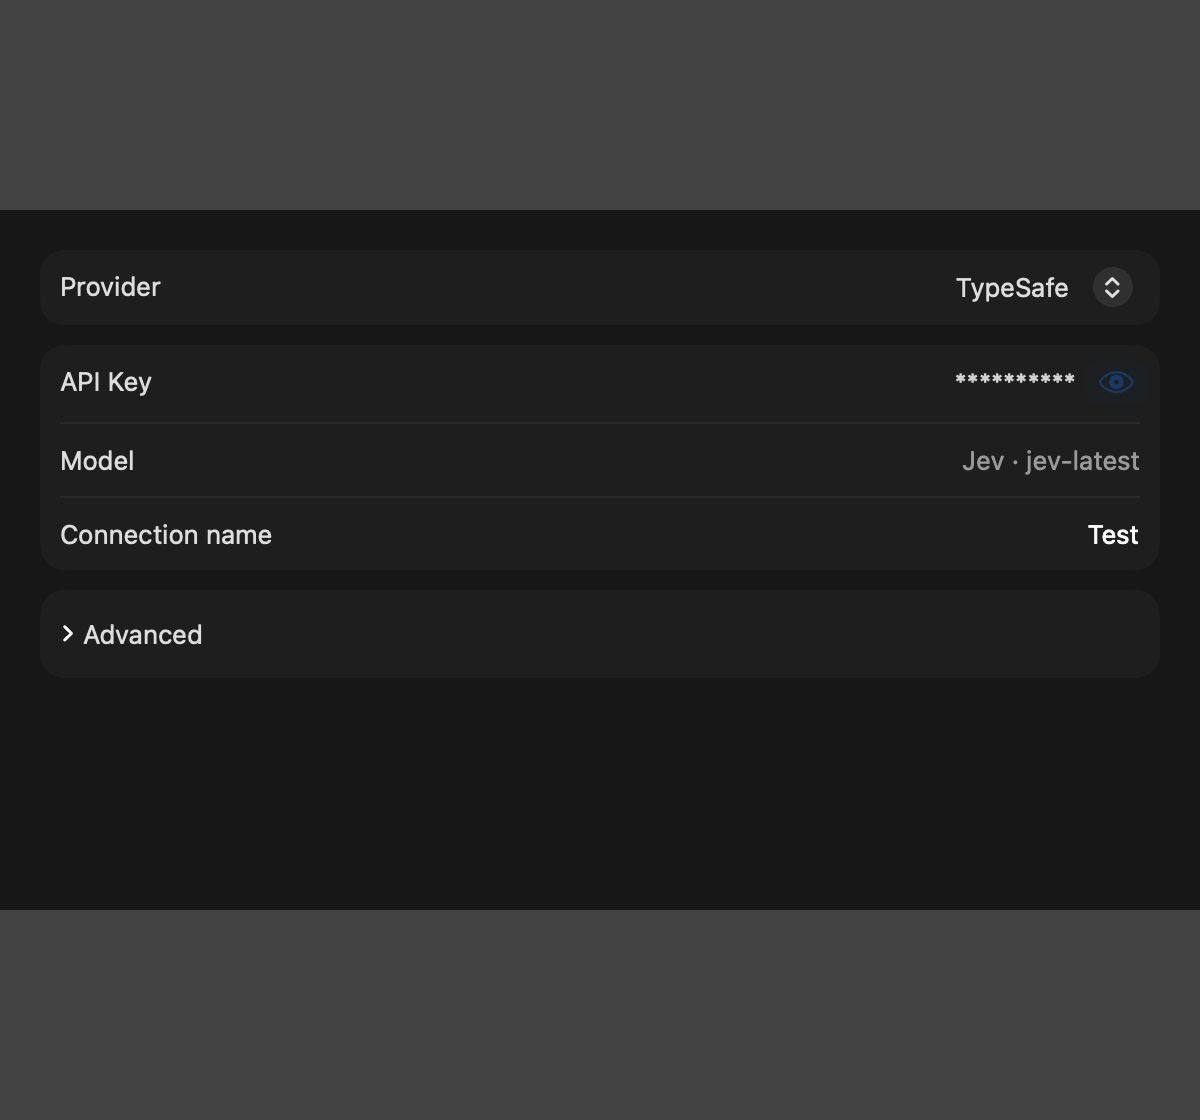 Provider TypeSafe
API Key **********
Model Jev · jev-latest
Connection name Test
Advanced